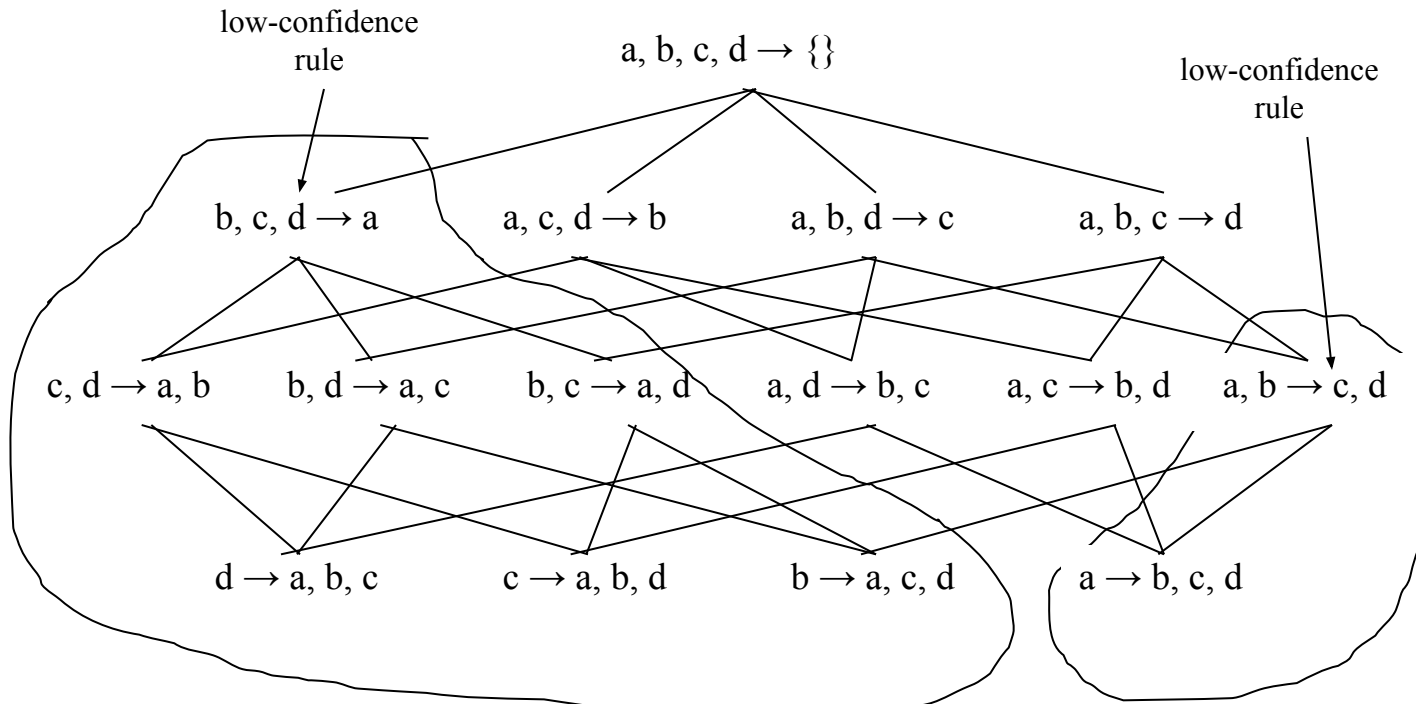 low-confidence
rule
a, b, c, d → {}
low-confidence
rule
b, c, d → a
a, c, d → b
a, b, d → c
a, b, c → d
c, d → a, b
b, d → a, c
b, c → a, d
a, d → b, c
a, c → b, d
a, b → c, d
d → a, b, c
c → a, b, d
b → a, c, d
a → b, c, d